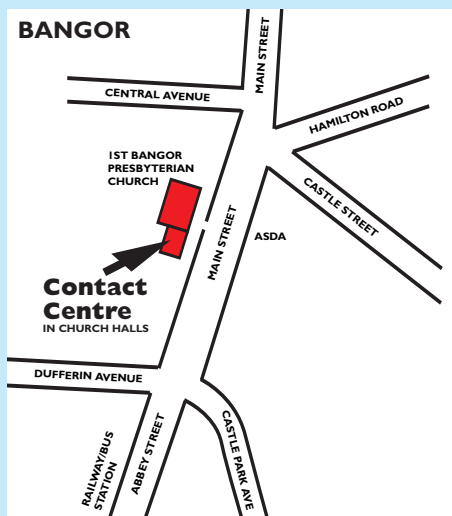 BANGOR
MAIN STREET
CENTRAL AVENUE
HAMILTON ROAD
1ST BANGOR
PRESBYTERIAN
CHURCH
CASTLE STREET
MAIN STREET
ASDA
Contact
Centre
IN CHURCH HALLS
DUFFERIN AVENUE
RAILWAY/BUS
STATION
ABBEY STREET
CASTLE PARK AVE